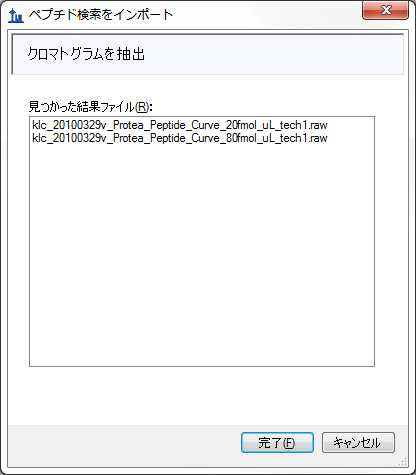 ペプチド検索をインポート
クロマトグラムを抽出
見つかった結果ファイル(R):
klc_20100329v_Protea_Peptide_Curve_20fmol_uL_tech1.raw
klc_20100329v_Protea_Peptide_Curve_80fmol_uL_tech1.raw
完了(F) キャンセル